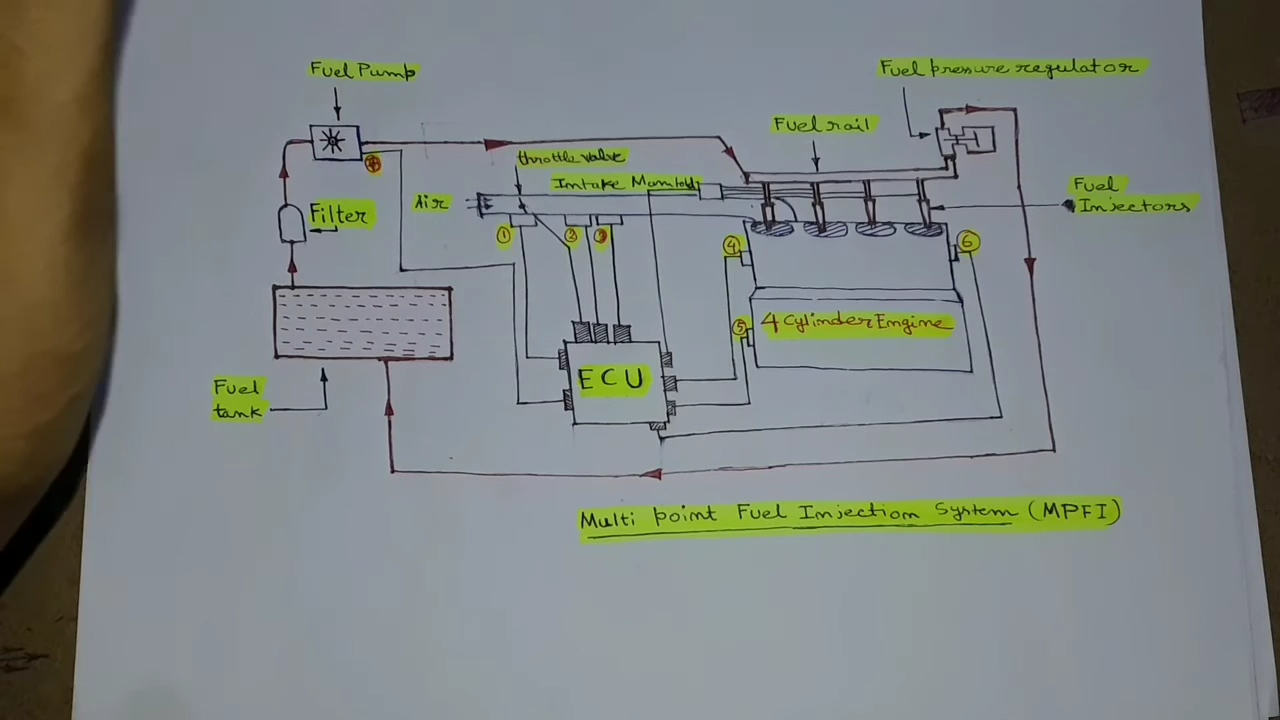 Fuel Pump
Fuel pressure regulator
Fuel rail
throttle valve
Intake Manifold
Fuel
Injectors
Air
Filter
1
2
3
4
6
5
4 Cylinder Engine
ECU
Fuel
tank
Multi point Fuel Injection System (MPFI)